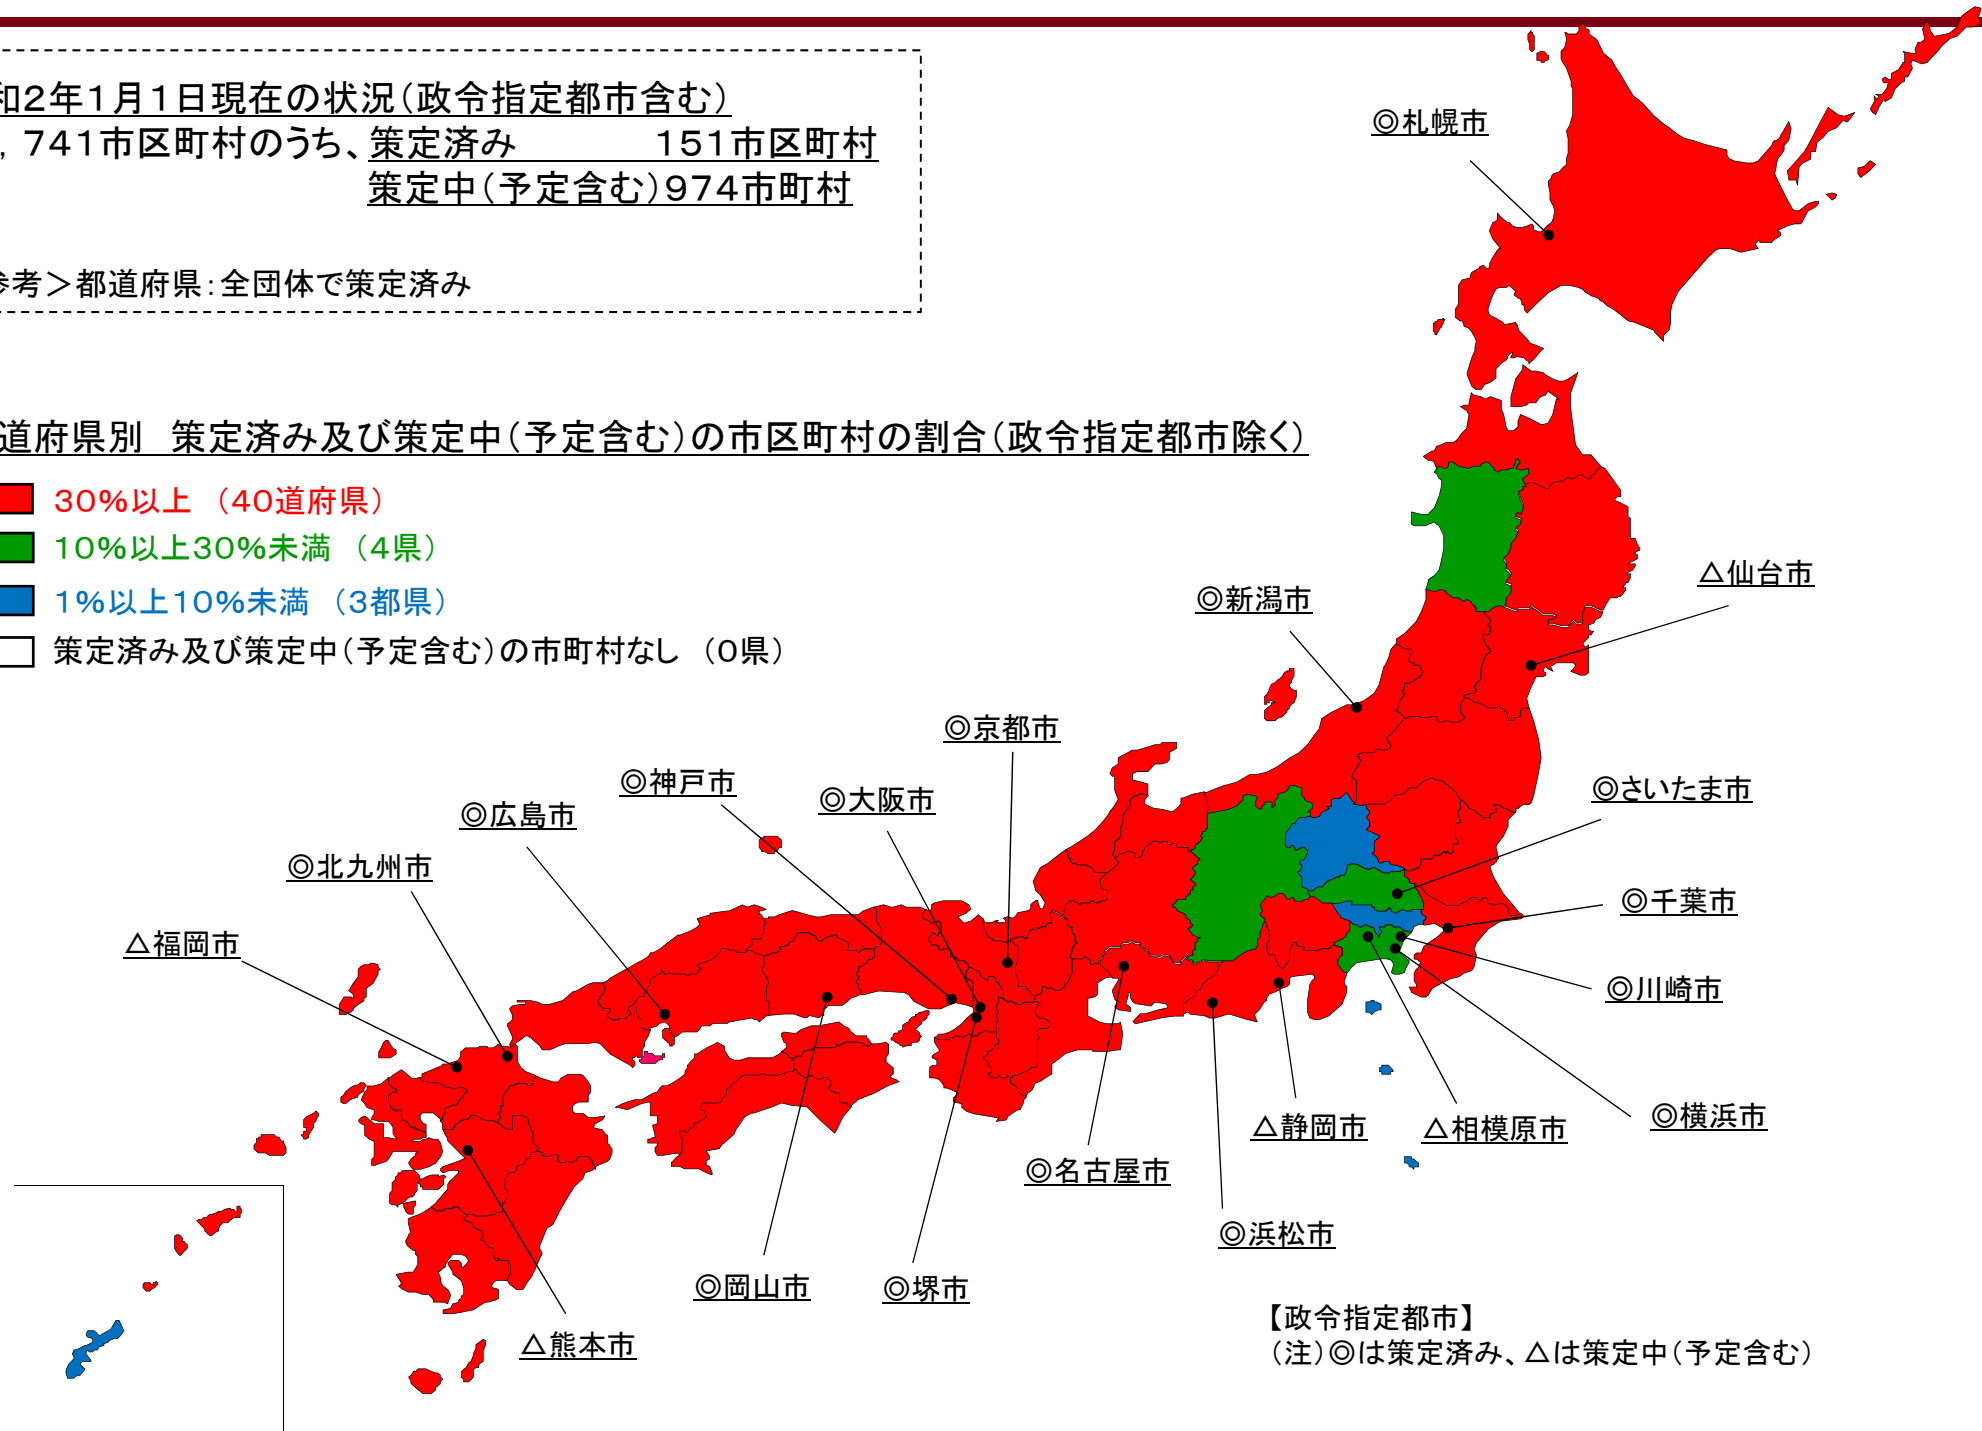 和2年1月1日現在の状況(政令指定都市含む)
,741市区町村のうち、策定済み 151市区町村
策定中(予定含む)974市町村
参考>都道府県:全団体で策定済み
道府県別 策定済み及び策定中(予定含む)の市区町村の割合(政令指定都市除く)
30%以上 (40道府県)
10%以上30%未満 (4県)
1%以上10%未満 (3都県)
策定済み及び策定中(予定含む)の市町村なし (0県)
◎札幌市
△仙台市
◎新潟市
◎京都市
◎神戸市
◎大阪市
◎さいたま市
◎広島市
◎北九州市
◎千葉市
△福岡市
◎川崎市
◎横浜市
△静岡市
△相模原市
◎名古屋市
◎浜松市
◎岡山市
◎堺市
△熊本市
【政令指定都市】
(注)◎は策定済み、△は策定中(予定含む)